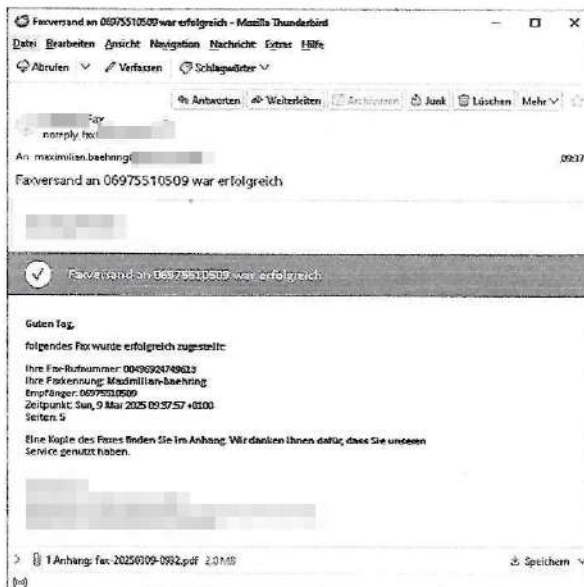 Faxversand an 06975510509 war erfolgreich - Mozilla Thunderbird
Datei Bearbeiten Ansicht Navigation Nachricht Extras Hilfe
Abrufen Verfassen Schlagwörter
Antworten Weiterleiten Archivieren Junk Löschen Mehr
Fax
noreply
An maximilian.baehring 09:37
Faxversand an 06975510509 war erfolgreich
Faxversand an 06975510509 war erfolgreich
Guten Tag,
folgendes Fax wurde erfolgreich zugestellt:
Ihre Fax-Rufnummer:
Ihre Faxkennung: Maximilian-Baehring
Empfänger: 06975510509
Zeitpunkt: Sun, 9 Mar 2025 09:37:57 +0100
Seiten: 5
Eine Kopie des Faxes finden Sie im Anhang. Wir danken Ihnen dafür, dass Sie unseren
Service genutzt haben.
1 Anhang: fax-20250309-0932.pdf 2,0 MB Speichern